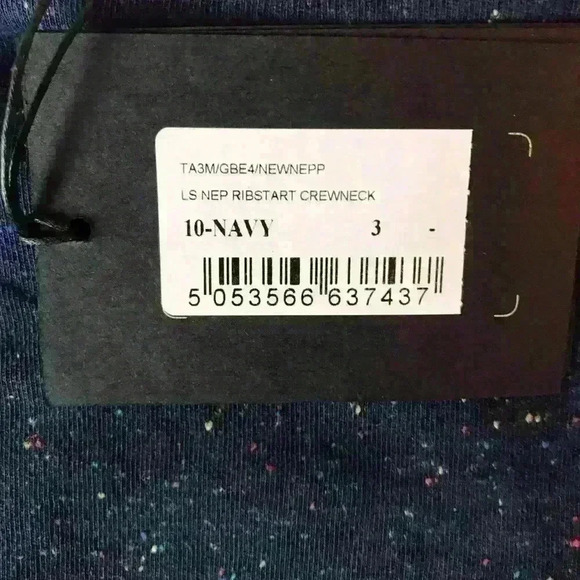 TA3M/GBE4/NEWNEPP
LS NEP RIBSTART CREWNECK
10-NAVY 3 -
5 053566 637437